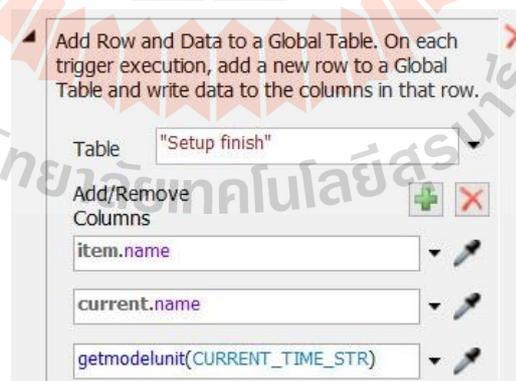 Add Row and Data to a Global Table. On each
trigger execution, add a new row to a Global
Table and write data to the columns in that row.
Table "Setup finish"
Add/Remove
Columns
item.name
current.name
getmodelunit(CURRENT_TIME_STR)